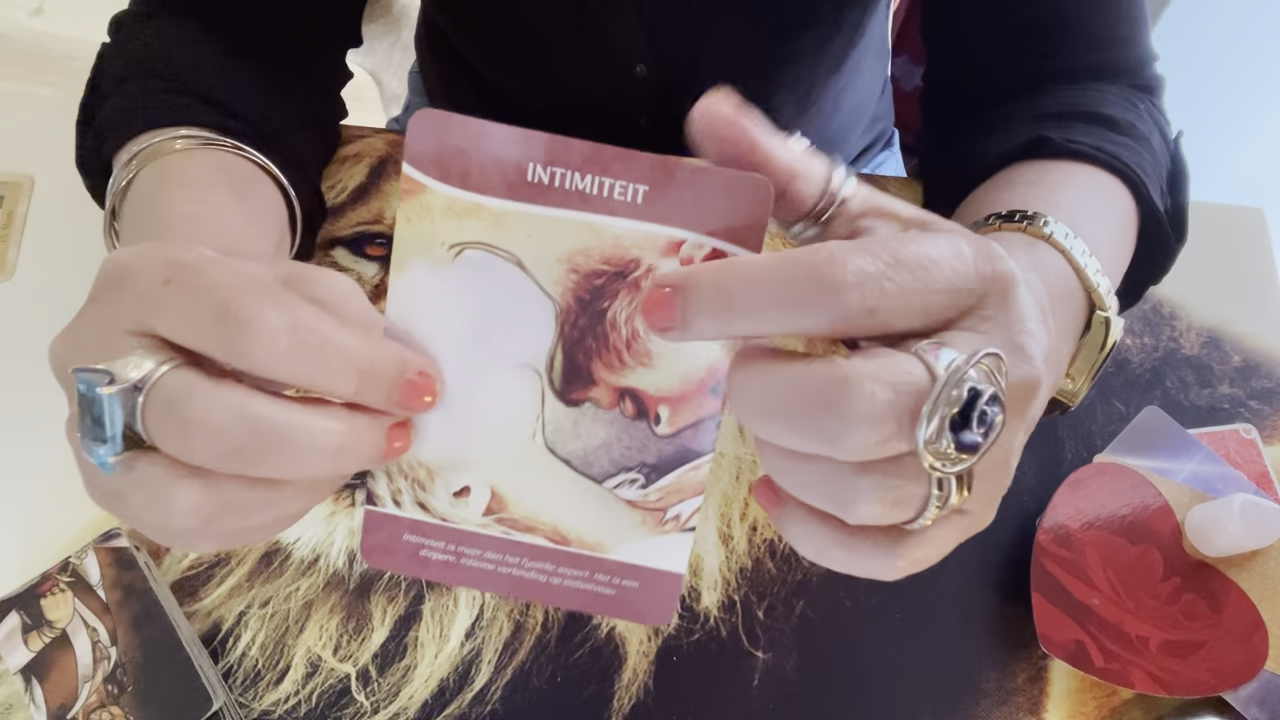 INTIMITEIT
Intimiteit is meer dan het fysieke aspect. Het is een
diepere, intieme verbinding op zielsniveau